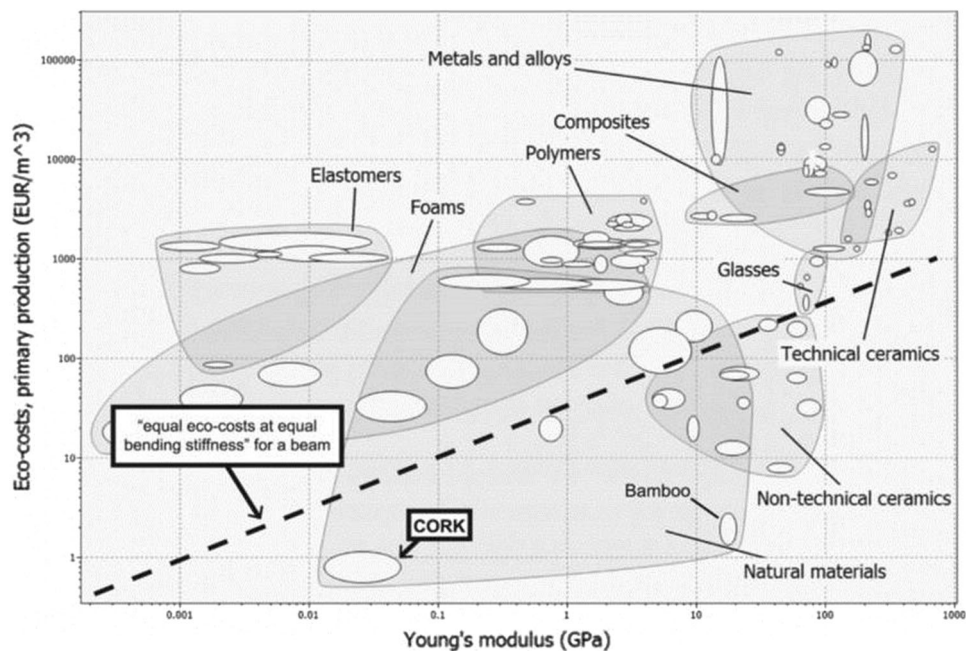 Eco-costs, primary production (EUR/m^3)
100000
10000
1000
100
10
1
Metals and alloys
Composites
Polymers
Elastomers
Foams
Glasses
Technical ceramics
"equal eco-costs at equal
bending stiffness" for a beam
Bamboo
Non-technical ceramics
CORK
Natural materials
0.001
0.01
0.1
1
10
100
1000
Young's modulus (GPa)